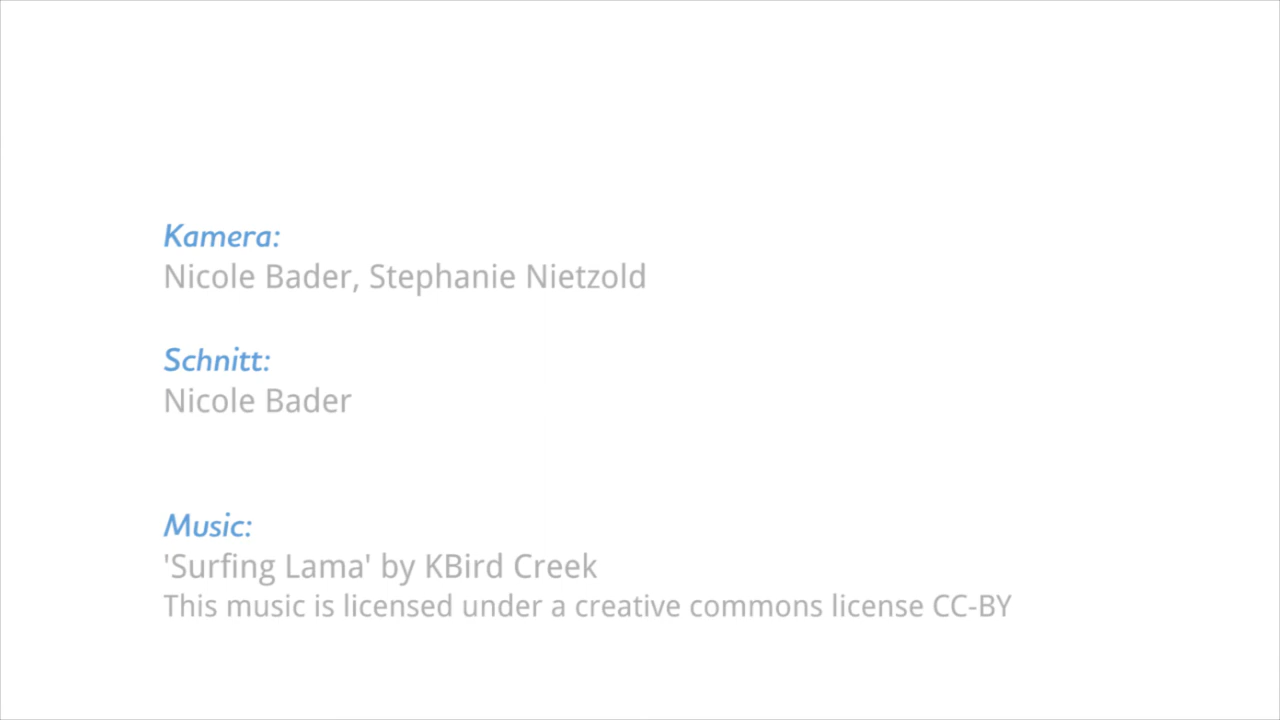 Kamera:
Nicole Bader, Stephanie Nietzold
Schnitt:
Nicole Bader
Music:
'Surfing Lama' by KBird Creek
This music is licensed under a creative commons license CC-BY